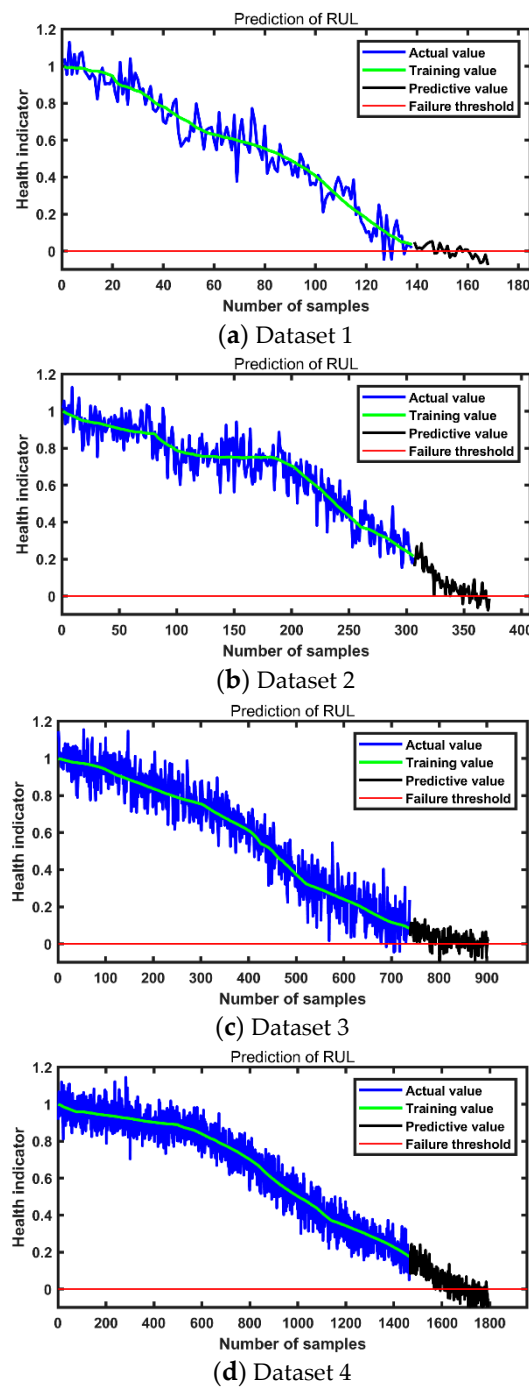 Prediction of RUL
1.2
1
0.8
0.6
0.4
0.2
0
Health indicator
Actual value
Training value
Predictive value
Failure threshold
0 20 40 60 80 100 120 140 160 180
Number of samples
(a) Dataset 1
Prediction of RUL
1.2
1
0.8
0.6
0.4
0.2
0
Health indicator
Actual value
Training value
Predictive value
Failure threshold
0 50 100 150 200 250 300 350 400
Number of samples
(b) Dataset 2
Prediction of RUL
1.2
1
0.8
0.6
0.4
0.2
0
Health indicator
Actual value
Training value
Predictive value
Failure threshold
0 100 200 300 400 500 600 700 800 900
Number of samples
(c) Dataset 3
Prediction of RUL
1.2
1
0.8
0.6
0.4
0.2
0
Health indicator
Actual value
Training value
Predictive value
Failure threshold
0 200 400 600 800 1000 1200 1400 1600 1800
Number of samples
(d) Dataset 4